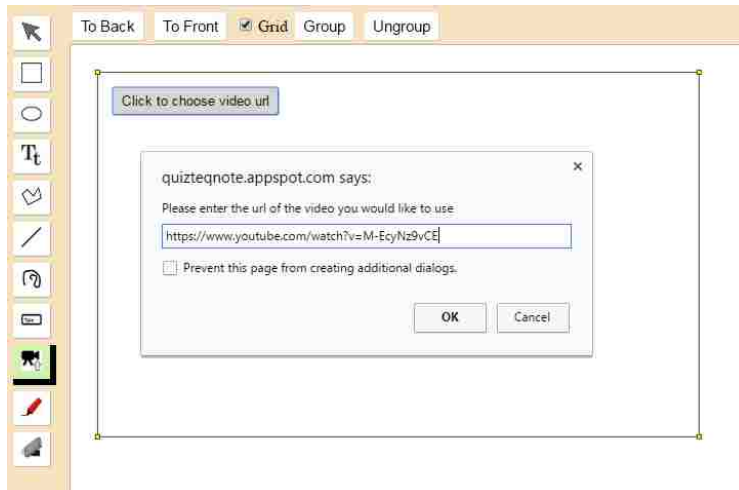 To Back To Front Grid Group Ungroup
Click to choose video url
quizteqnote.appspot.com says:
Please enter the url of the video you would like to use
https://www.youtube.com/watch?v=M-EcyNz9vCE
Prevent this page from creating additional dialogs.
OK Cancel
Tt